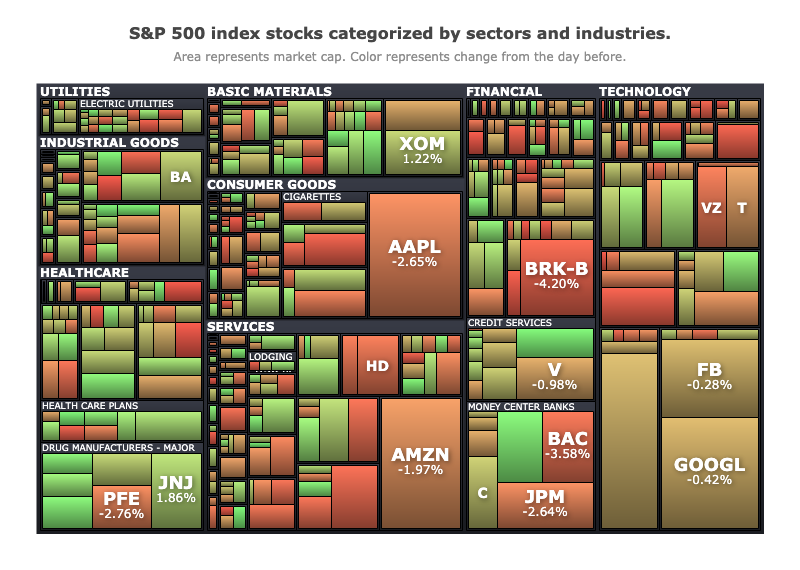 S&P 500 index stocks categorized by sectors and industries.
Area represents market cap. Color represents change from the day before.
UTILITIES
ELECTRIC UTILITIES
INDUSTRIAL GOODS
BA
HEALTHCARE
HEALTH CARE PLANS
DRUG MANUFACTURERS - MAJOR
PFE
-2.76%
JNJ
1.86%
BASIC MATERIALS
XOM
1.22%
CONSUMER GOODS
CIGARETTES
AAPL
-2.65%
SERVICES
LODGING
HD
AMZN
-1.97%
FINANCIAL
BRK-B
-4.20%
CREDIT SERVICES
V
-0.98%
MONEY CENTER BANKS
BAC
-3.58%
C
JPM
-2.64%
TECHNOLOGY
VZ
T
FB
-0.28%
GOOGL
-0.42%